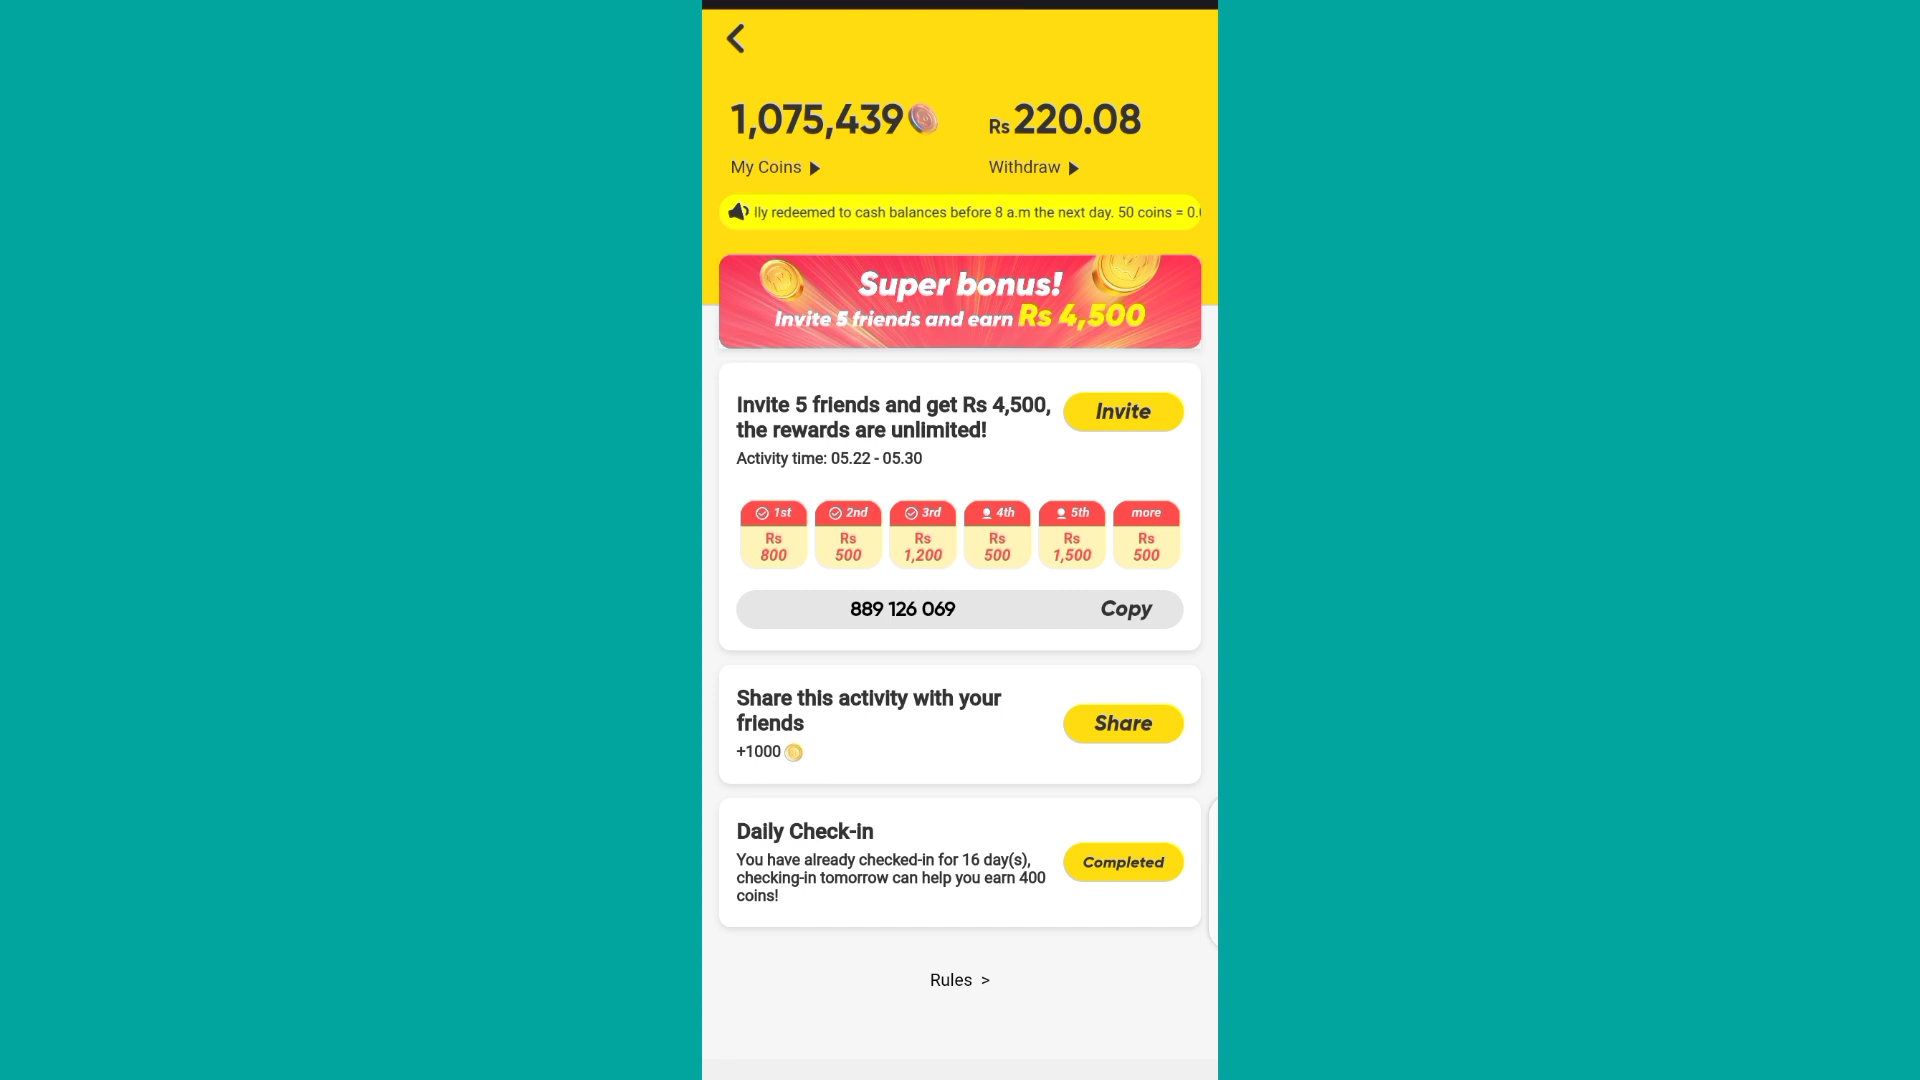 1,075,439
Rs 220.08
My Coins
Withdraw
lly redeemed to cash balances before 8 a.m the next day. 50 coins = 0.
Super bonus!
Invite 5 friends and earn Rs 4,500
Invite 5 friends and get Rs 4,500,
the rewards are unlimited!
Invite
Activity time: 05.22 - 05.30
1st
2nd
3rd
4th
5th
more
Rs
Rs
Rs
Rs
Rs
Rs
800
500
1,200
500
1,500
500
889 126 069
Copy
Share this activity with your
friends
Share
+1000
Daily Check-in
You have already checked-in for 16 day(s),
checking-in tomorrow can help you earn 400
coins!
Completed
Rules >